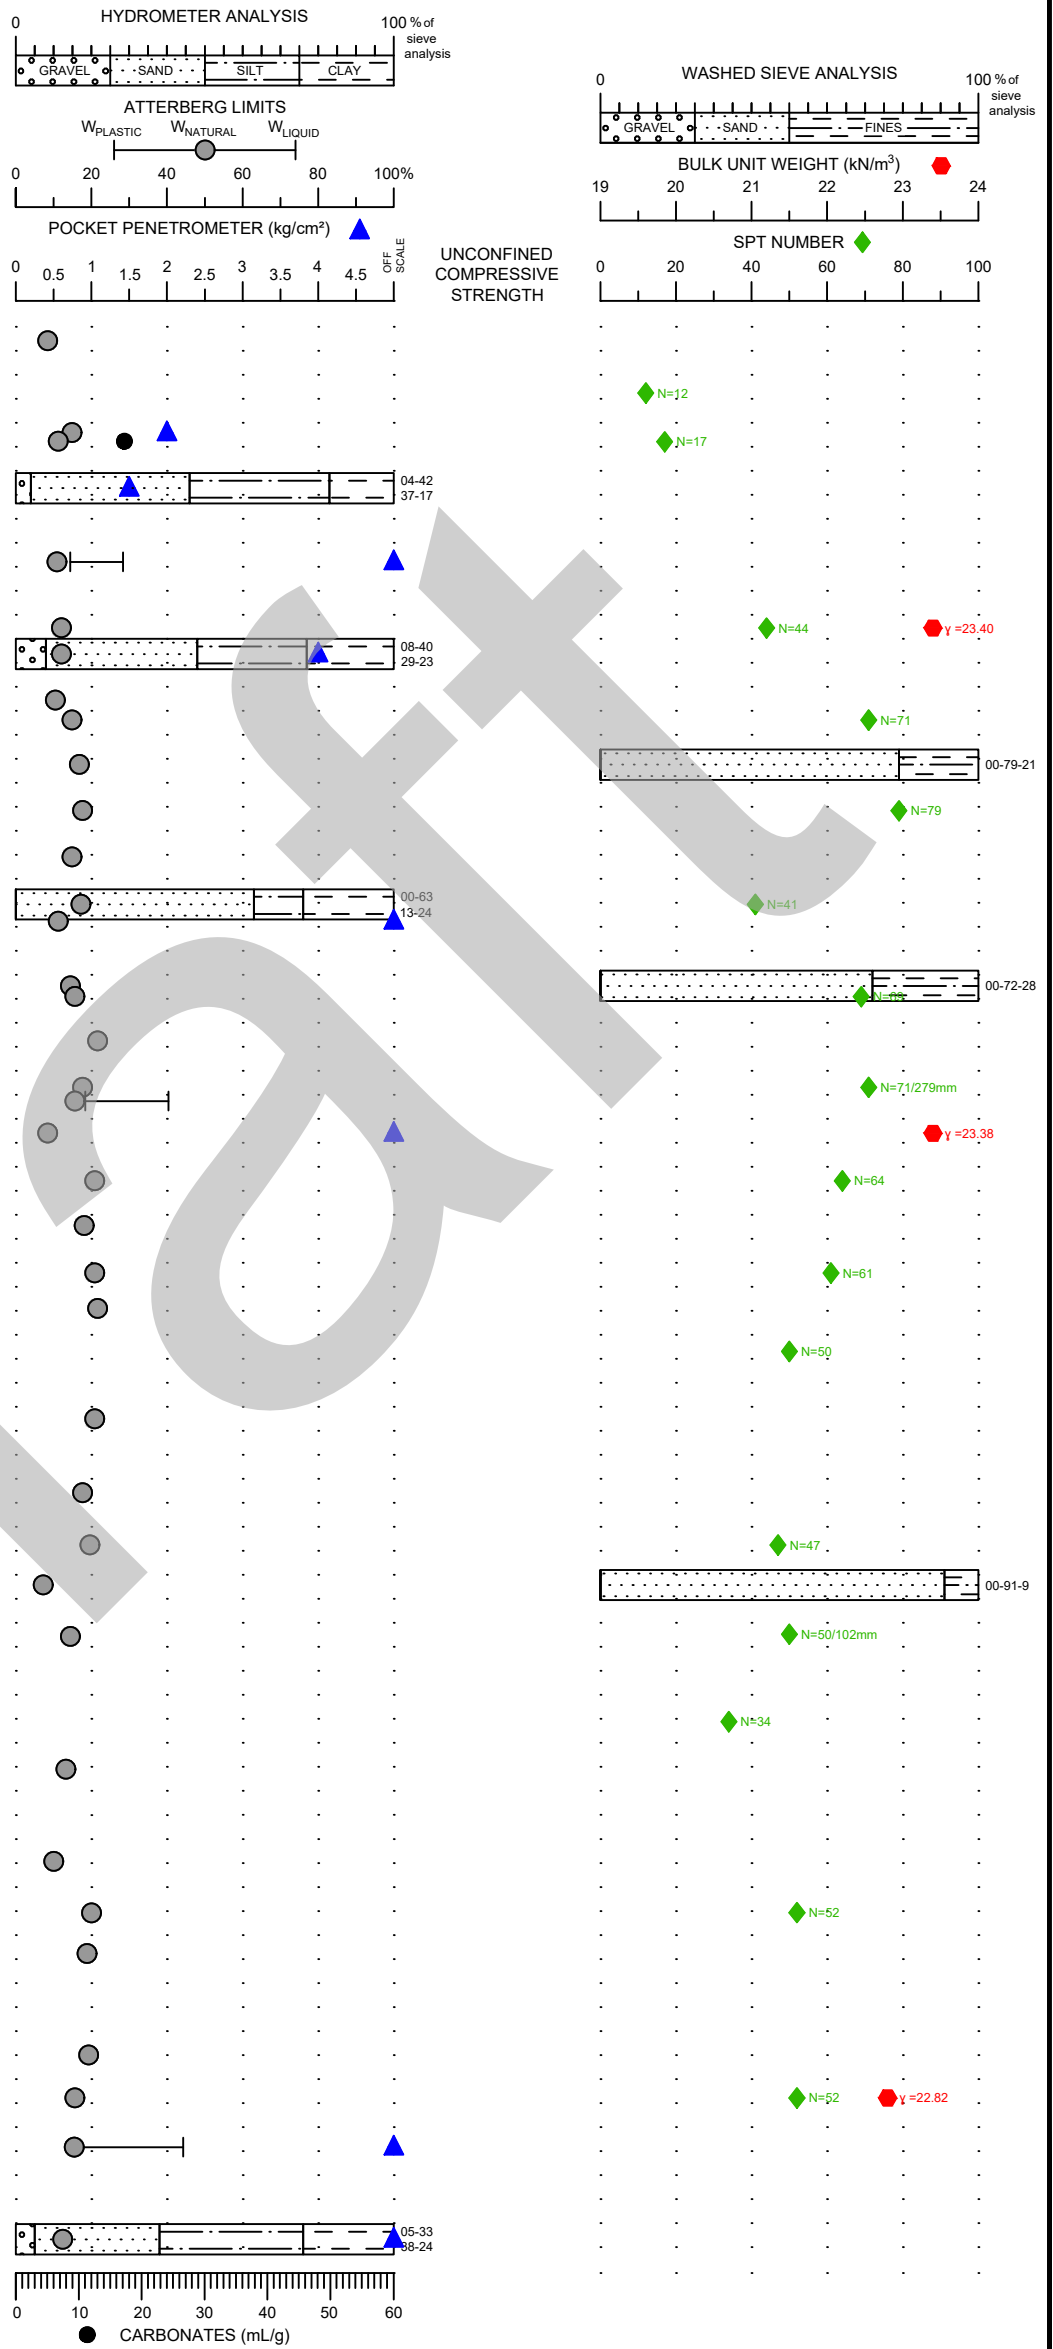 HYDROMETER ANALYSIS
0 100 % of sieve analysis
GRAVEL SAND SILT CLAY
ATTERBERG LIMITS
WPLASTIC WNATURAL WLIQUID
0 20 40 60 80 100%
POCKET PENETROMETER (kg/cm²)
0 0.5 1 1.5 2 2.5 3 3.5 4 4.5 OFF SCALE
UNCONFINED
COMPRESSIVE
STRENGTH
WASHED SIEVE ANALYSIS
0 100 % of sieve analysis
GRAVEL SAND FINES
BULK UNIT WEIGHT (kN/m³)
19 20 21 22 23 24
SPT NUMBER
0 20 40 60 80 100
N=12
N=17
04-42
37-17
N=44 γ =23.40
08-40
29-23
N=71
00-79-21
N=79
00-63
13-24
N=41
00-72-28
N=69
N=71/279mm
γ =23.38
N=64
N=61
N=50
N=47
00-91-9
N=50/102mm
N=34
N=52
N=52 γ =22.82
05-33
38-24
0 10 20 30 40 50 60
CARBONATES (mL/g)
raft